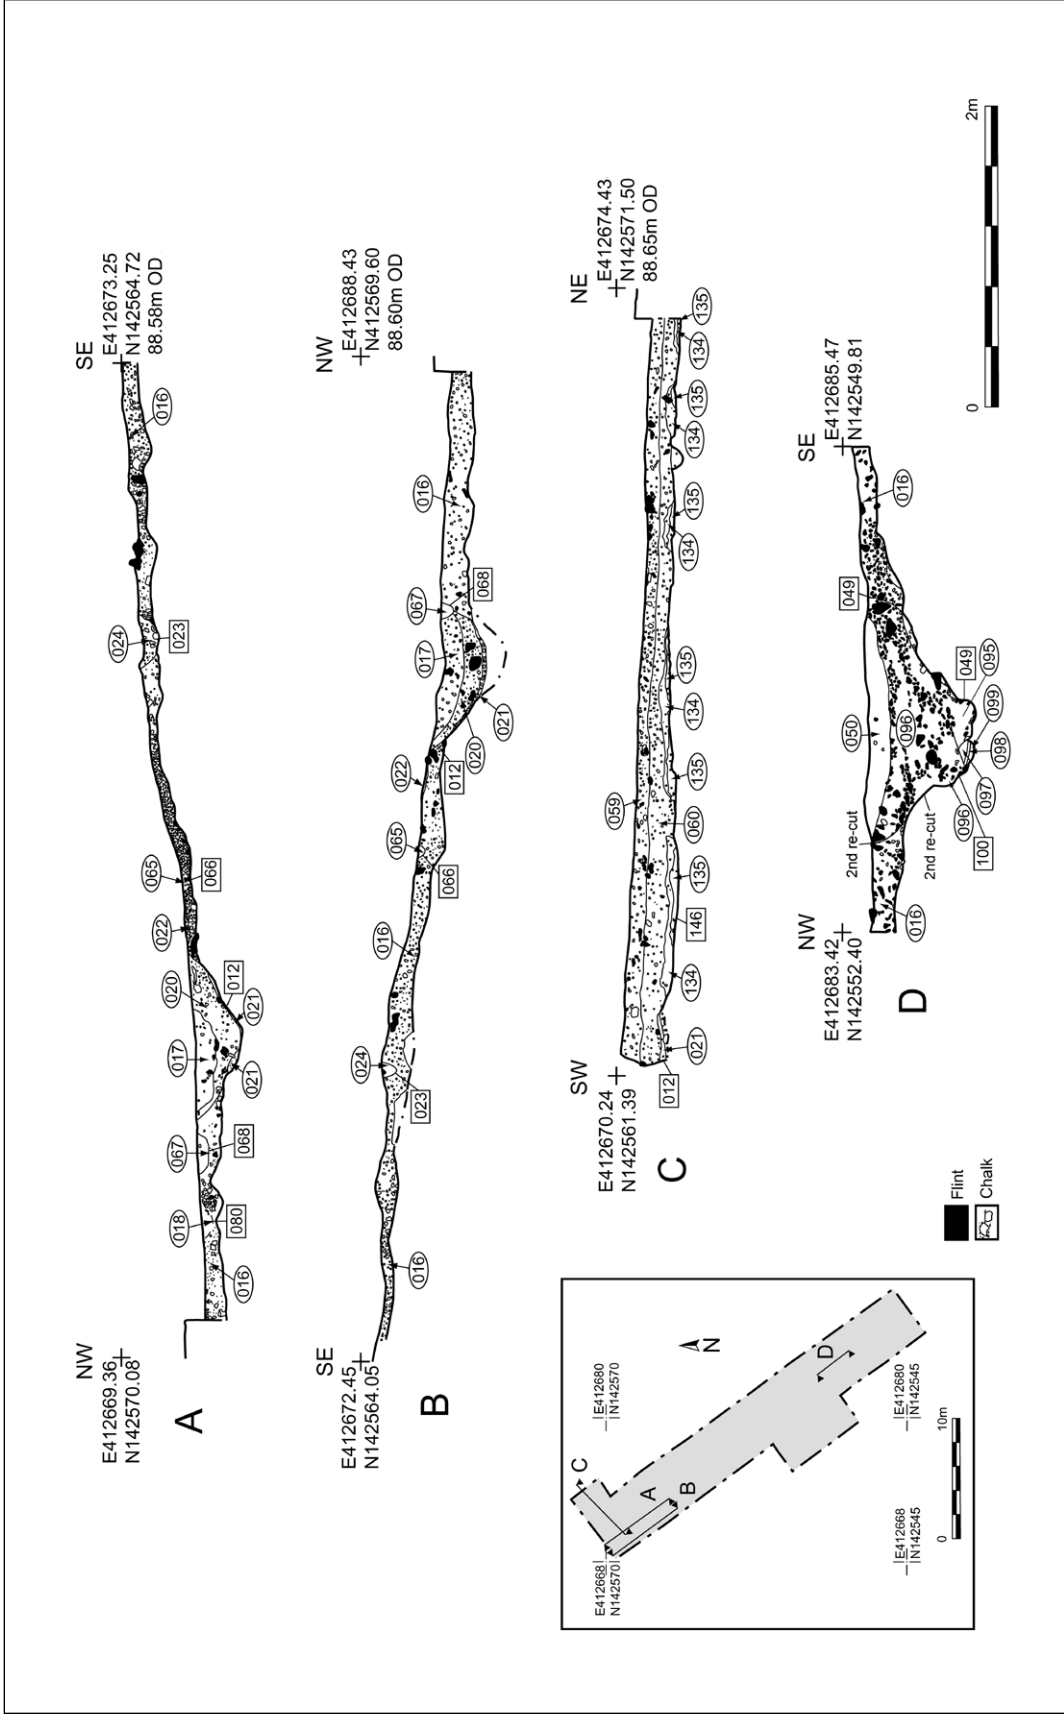 SE
E412673.25
N142564.72
88.58m OD
024
016
065
022
020
017
067
018
016
023
066
012
021
021
068
080
NW
E412669.36
N142570.08
A
NW
E412688.43
N412569.60
88.60m OD
016
067
017
022
065
016
024
016
068
021
020
012
066
023
SE
E412672.45
N142564.05
B
NE
E412674.43
N142571.50
88.65m OD
059
135
134
135
134
135
134
135
134
135
060
135
146
134
021
012
SW
E412670.24
N142561.39
C
SE
E412685.47
N142549.81
049
016
050
096
2nd re-cut
2nd re-cut
049
095
099
098
097
096
100
016
NW
E412683.42
N142552.40
D
0
2m
Flint
Chalk
E412668
N142570
E412680
N142570
C
A
B
D
N
E412668
N142545
E412680
N142545
0
10m